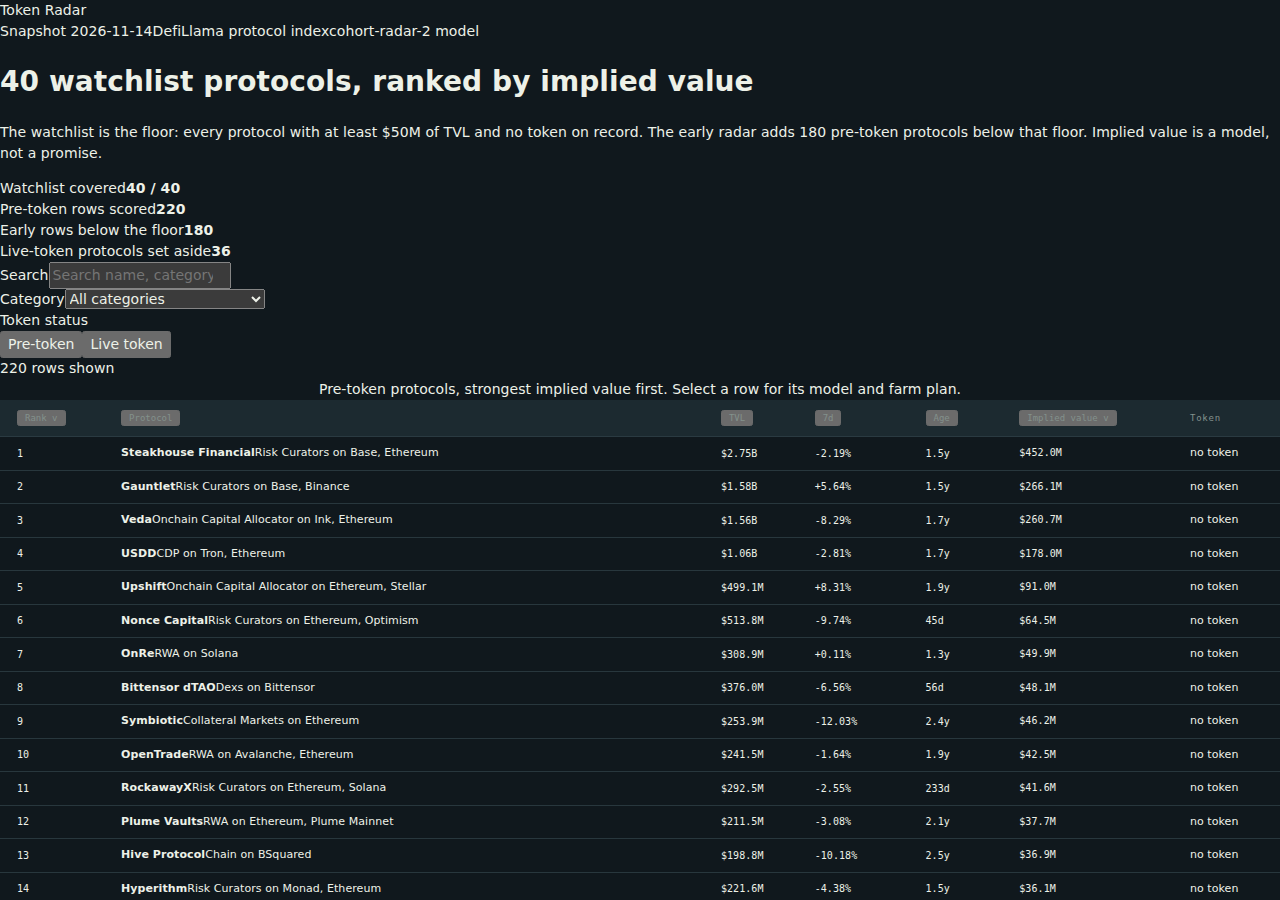 Token Radar
Snapshot 2026-11-14DefiLlama protocol indexcohort-radar-2 model
40 watchlist protocols, ranked by implied value
The watchlist is the floor: every protocol with at least $50M of TVL and no token on record. The early radar adds 180 pre-token protocols below that floor. Implied value is a model,
not a promise.
Watchlist covered40 / 40
Pre-token rows scored220
Early rows below the floor180
Live-token protocols set aside36
Search Search name, category
Category All categories
Token status
Pre-token Live token
220 rows shown
Pre-token protocols, strongest implied value first. Select a row for its model and farm plan.
Rank v Protocol TVL 7d Age Implied value v Token
1 Steakhouse FinancialRisk Curators on Base, Ethereum $2.75B -2.19% 1.5y $452.0M no token
2 GauntletRisk Curators on Base, Binance $1.58B +5.64% 1.5y $266.1M no token
3 VedaOnchain Capital Allocator on Ink, Ethereum $1.56B -8.29% 1.7y $260.7M no token
4 USDDCDP on Tron, Ethereum $1.06B -2.81% 1.7y $178.0M no token
5 UpshiftOnchain Capital Allocator on Ethereum, Stellar $499.1M +8.31% 1.9y $91.0M no token
6 Nonce CapitalRisk Curators on Ethereum, Optimism $513.8M -9.74% 45d $64.5M no token
7 OnReRWA on Solana $308.9M +0.11% 1.3y $49.9M no token
8 Bittensor dTAODexs on Bittensor $376.0M -6.56% 56d $48.1M no token
9 SymbioticCollateral Markets on Ethereum $253.9M -12.03% 2.4y $46.2M no token
10 OpenTradeRWA on Avalanche, Ethereum $241.5M -1.64% 1.9y $42.5M no token
11 RockawayXRisk Curators on Ethereum, Solana $292.5M -2.55% 233d $41.6M no token
12 Plume VaultsRWA on Ethereum, Plume Mainnet $211.5M -3.08% 2.1y $37.7M no token
13 Hive ProtocolChain on BSquared $198.8M -10.18% 2.5y $36.9M no token
14 HyperithmRisk Curators on Monad, Ethereum $221.6M -4.38% 1.5y $36.1M no token